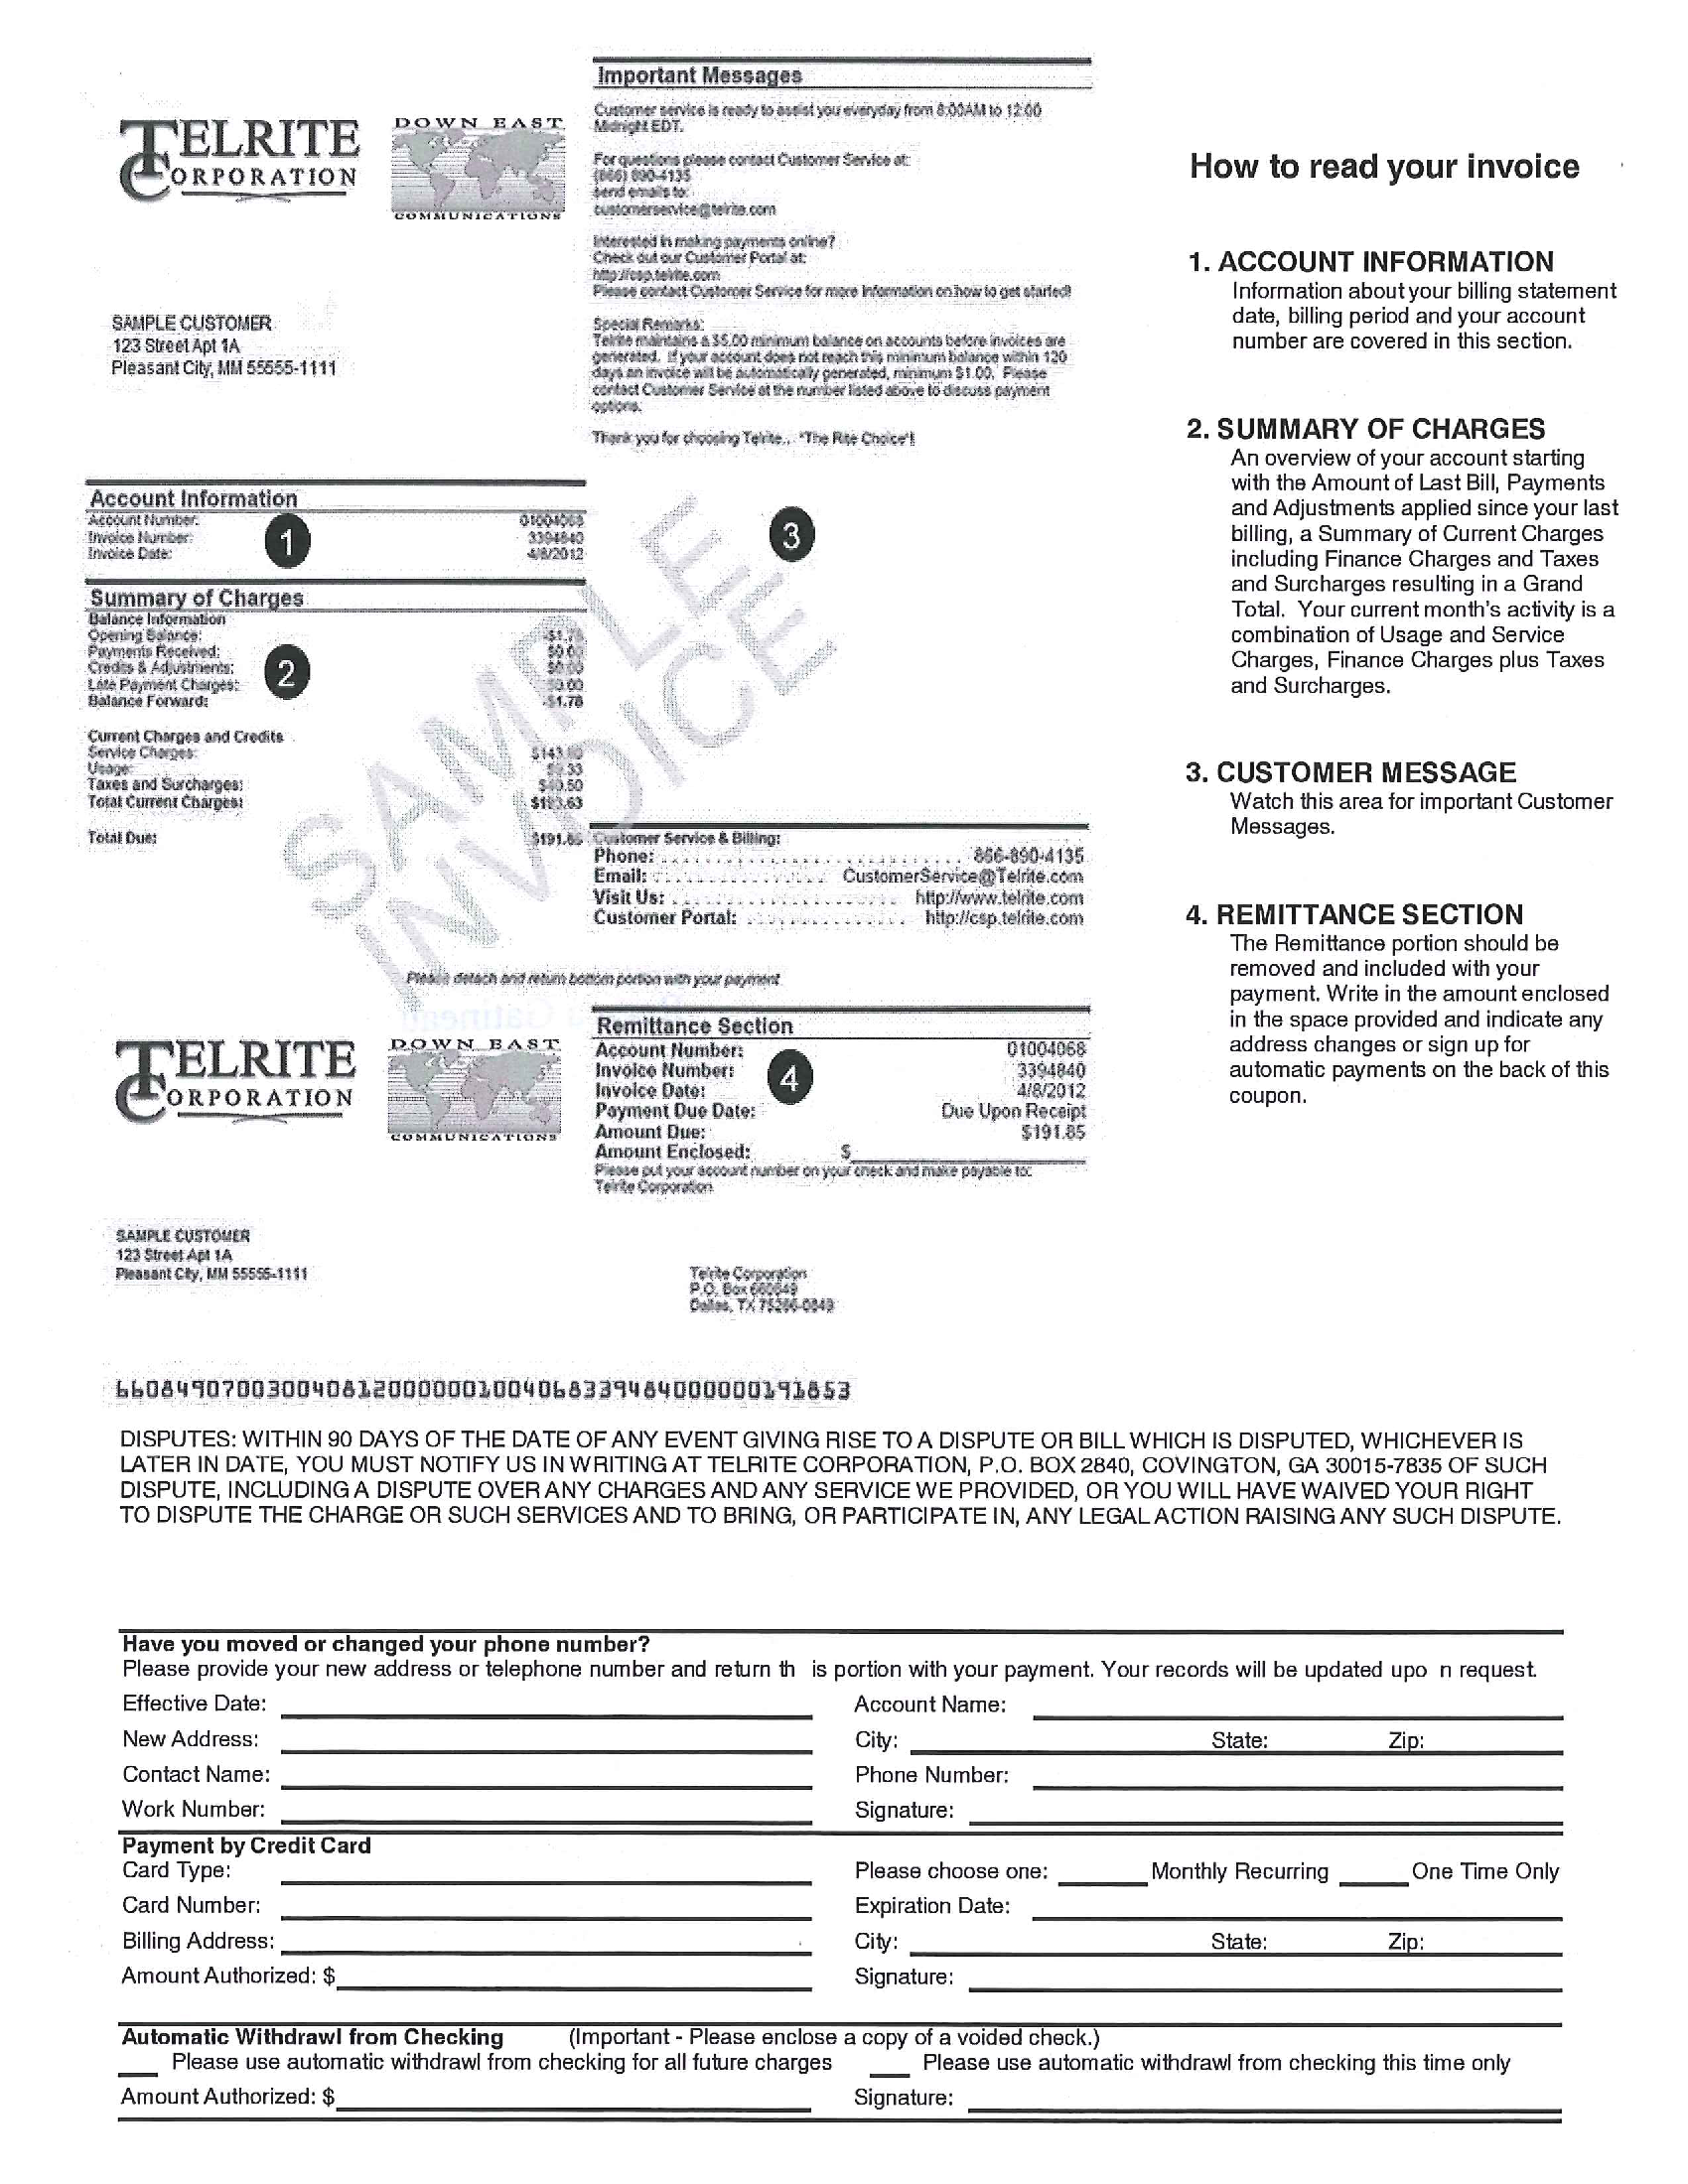 TELRITE
CORPORATION
DOWN EAST
COMMUNICATIONS
SAMPLE CUSTOMER
123 Street Apt 1A
Pleasant City, MM 55555-1111
Important Messages
Customer service is ready to assist you everyday from 8:00AM to 12:00
Midnight EDT.
For questions please contact Customer Service at:
(866) 890-4135
Send emails to:
customerservice@telrite.com
Interested in making payments online?
Check out our Customer Portal at:
http://csp.telrite.com
Please contact Customer Service for more information on how to get started!
Special Remarks:
Telrite maintains a $5.00 minimum balance on accounts before invoices are
generated. If your account does not reach this minimum balance within 120
days an invoice will be automatically generated, minimum $1.00. Please
contact Customer Service at the number listed above to discuss payment
options.
Thank you for choosing Telrite... "The Rite Choice"!
Account Information
Account Number: 01004068
Invoice Number: 3394840
Invoice Date: 4/8/2012
1
3
Summary of Charges
Balance Information
Opening Balance:
Payments Received: $0.00
Credits & Adjustments: $0.00
Late Payment Charges: $0.00
Balance Forward: -$1.78
2
Current Charges and Credits
Service Charges:
Usage:
Taxes and Surcharges:
Total Current Charges:
Total Due: $191.85
SAMPLE
INVOICE
Customer Service & Billing:
Phone: 866-890-4135
Email: CustomerService@Telrite.com
Visit Us: http://www.telrite.com
Customer Portal: http://csp.telrite.com
Please detach and return bottom portion with your payment
TELRITE
CORPORATION
DOWN EAST
COMMUNICATIONS
Remittance Section
Account Number: 01004068
Invoice Number: 3394840
Invoice Date: 4/8/2012
Payment Due Date: Due Upon Receipt
Amount Due: $191.85
Amount Enclosed: $
Please put your account number on your check and make payable to:
Telrite Corporation
4
SAMPLE CUSTOMER
123 Street Apt 1A
Pleasant City, MM 55555-1111
Telrite Corporation
P.O. Box 660849
Dallas, TX 75266-0849
66084907003004081200000010040683394840000001918​53
How to read your invoice
1. ACCOUNT INFORMATION
Information about your billing statement
date, billing period and your account
number are covered in this section.
2. SUMMARY OF CHARGES
An overview of your account starting
with the Amount of Last Bill, Payments
and Adjustments applied since your last
billing, a Summary of Current Charges
including Finance Charges and Taxes
and Surcharges resulting in a Grand
Total. Your current month's activity is a
combination of Usage and Service
Charges, Finance Charges plus Taxes
and Surcharges.
3. CUSTOMER MESSAGE
Watch this area for important Customer
Messages.
4. REMITTANCE SECTION
The Remittance portion should be
removed and included with your
payment. Write in the amount enclosed
in the space provided and indicate any
address changes or sign up for
automatic payments on the back of this
coupon.
DISPUTES: WITHIN 90 DAYS OF THE DATE OF ANY EVENT GIVING RISE TO A DISPUTE OR BILL WHICH IS DISPUTED, WHICHEVER IS
LATER IN DATE, YOU MUST NOTIFY US IN WRITING AT TELRITE CORPORATION, P.O. BOX 2840, COVINGTON, GA 30015-7835 OF SUCH
DISPUTE, INCLUDING A DISPUTE OVER ANY CHARGES AND ANY SERVICE WE PROVIDED, OR YOU WILL HAVE WAIVED YOUR RIGHT
TO DISPUTE THE CHARGE OR SUCH SERVICES AND TO BRING, OR PARTICIPATE IN, ANY LEGAL ACTION RAISING ANY SUCH DISPUTE.
Have you moved or changed your phone number?
Please provide your new address or telephone number and return th is portion with your payment. Your records will be updated upo n request.
Effective Date: Account Name:
New Address: City: State: Zip:
Contact Name: Phone Number:
Work Number: Signature:
Payment by Credit Card
Card Type: Please choose one: Monthly Recurring One Time Only
Card Number: Expiration Date:
Billing Address: City: State: Zip:
Amount Authorized: $ Signature:
Automatic Withdrawl from Checking (Important - Please enclose a copy of a voided check.)
Please use automatic withdrawl from checking for all future charges Please use automatic withdrawl from checking this time only
Amount Authorized: $ Signature: